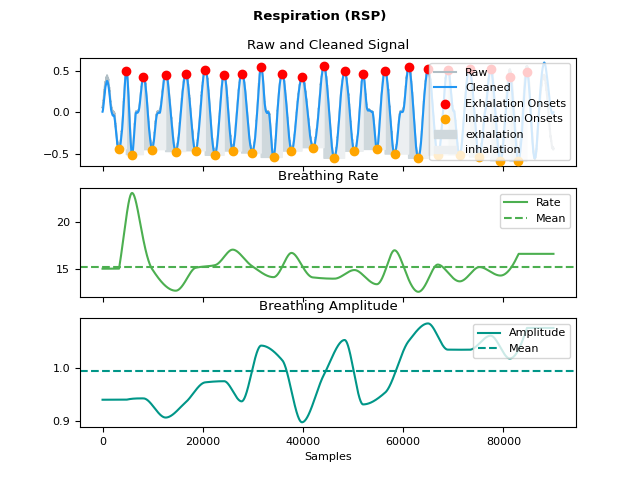 Respiration (RSP)
Raw and Cleaned Signal
0.5
0.0
−0.5
Raw
Cleaned
Exhalation Onsets
Inhalation Onsets
exhalation
inhalation
Breathing Rate
20
15
Rate
Mean
Breathing Amplitude
1.0
0.9
Amplitude
Mean
0 20000 40000 60000 80000
Samples